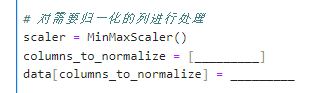 # 对需要归一化的列进行处理
scaler = MinMaxScaler()
columns_to_normalize = [_________]
data[columns_to_normalize] = _________